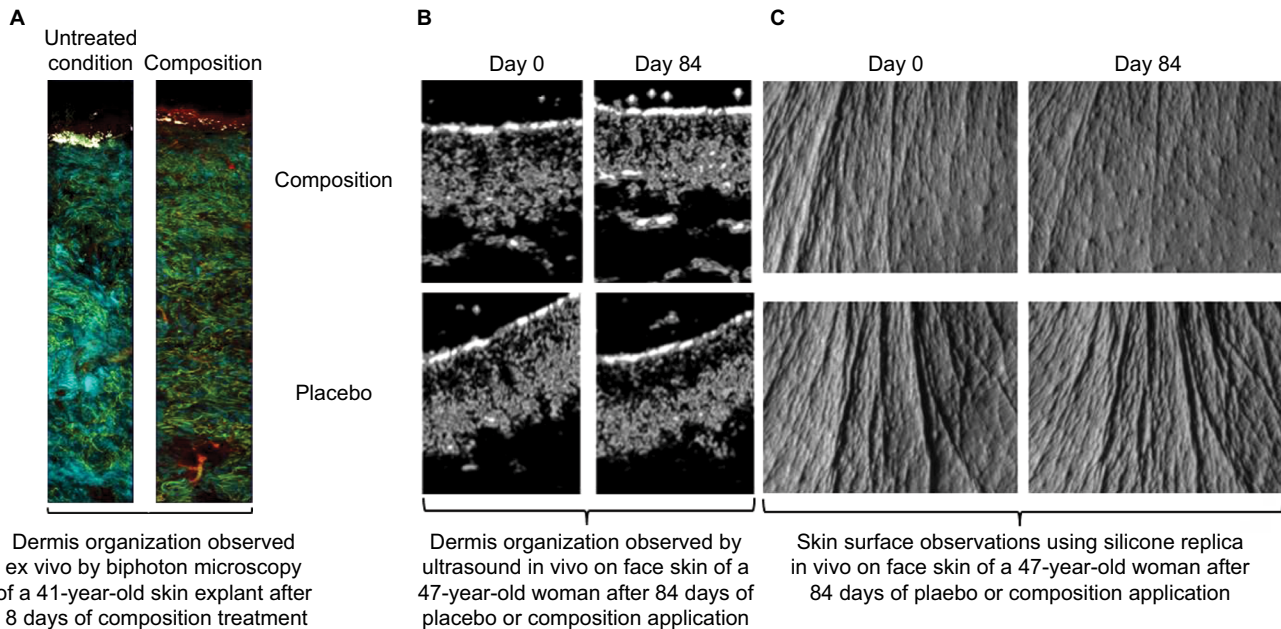 A
B
C
Untreated
condition
Composition
Day 0
Day 84
Day 0
Day 84
Composition
Placebo
Dermis organization observed
ex vivo by biphoton microscopy
of a 41-year-old skin explant after
8 days of composition treatment
Dermis organization observed by
ultrasound in vivo on face skin of a
47-year-old woman after 84 days of
placebo or composition application
Skin surface observations using silicone replica
in vivo on face skin of a 47-year-old woman after
84 days of plaebo or composition application